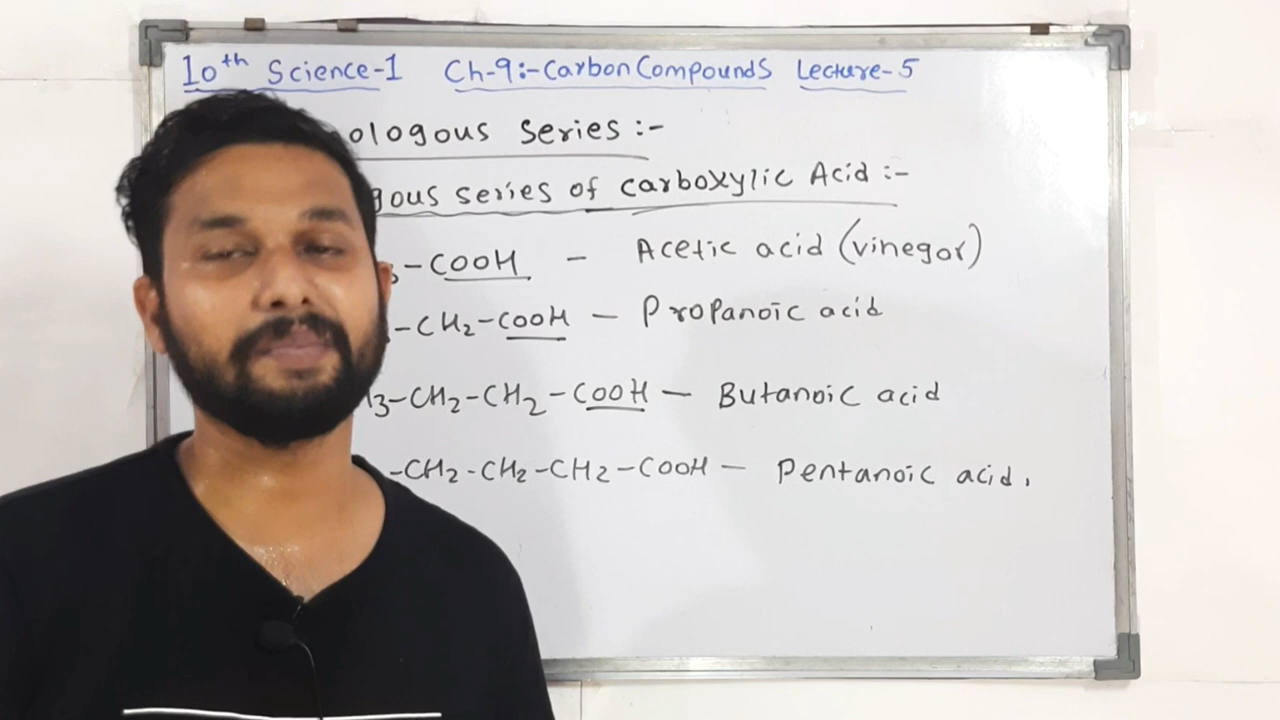 10th Science-1 Ch-9:- Carbon Compounds Lecture-5
ologous Series :-
gous series of carboxylic Acid :-
-COOH - Acetic acid (vinegar)
-CH2-COOH - Propanoic acid
3-CH2-CH2-COOH - Butanoic acid
-CH2-CH2-CH2-COOH - Pentanoic acid.